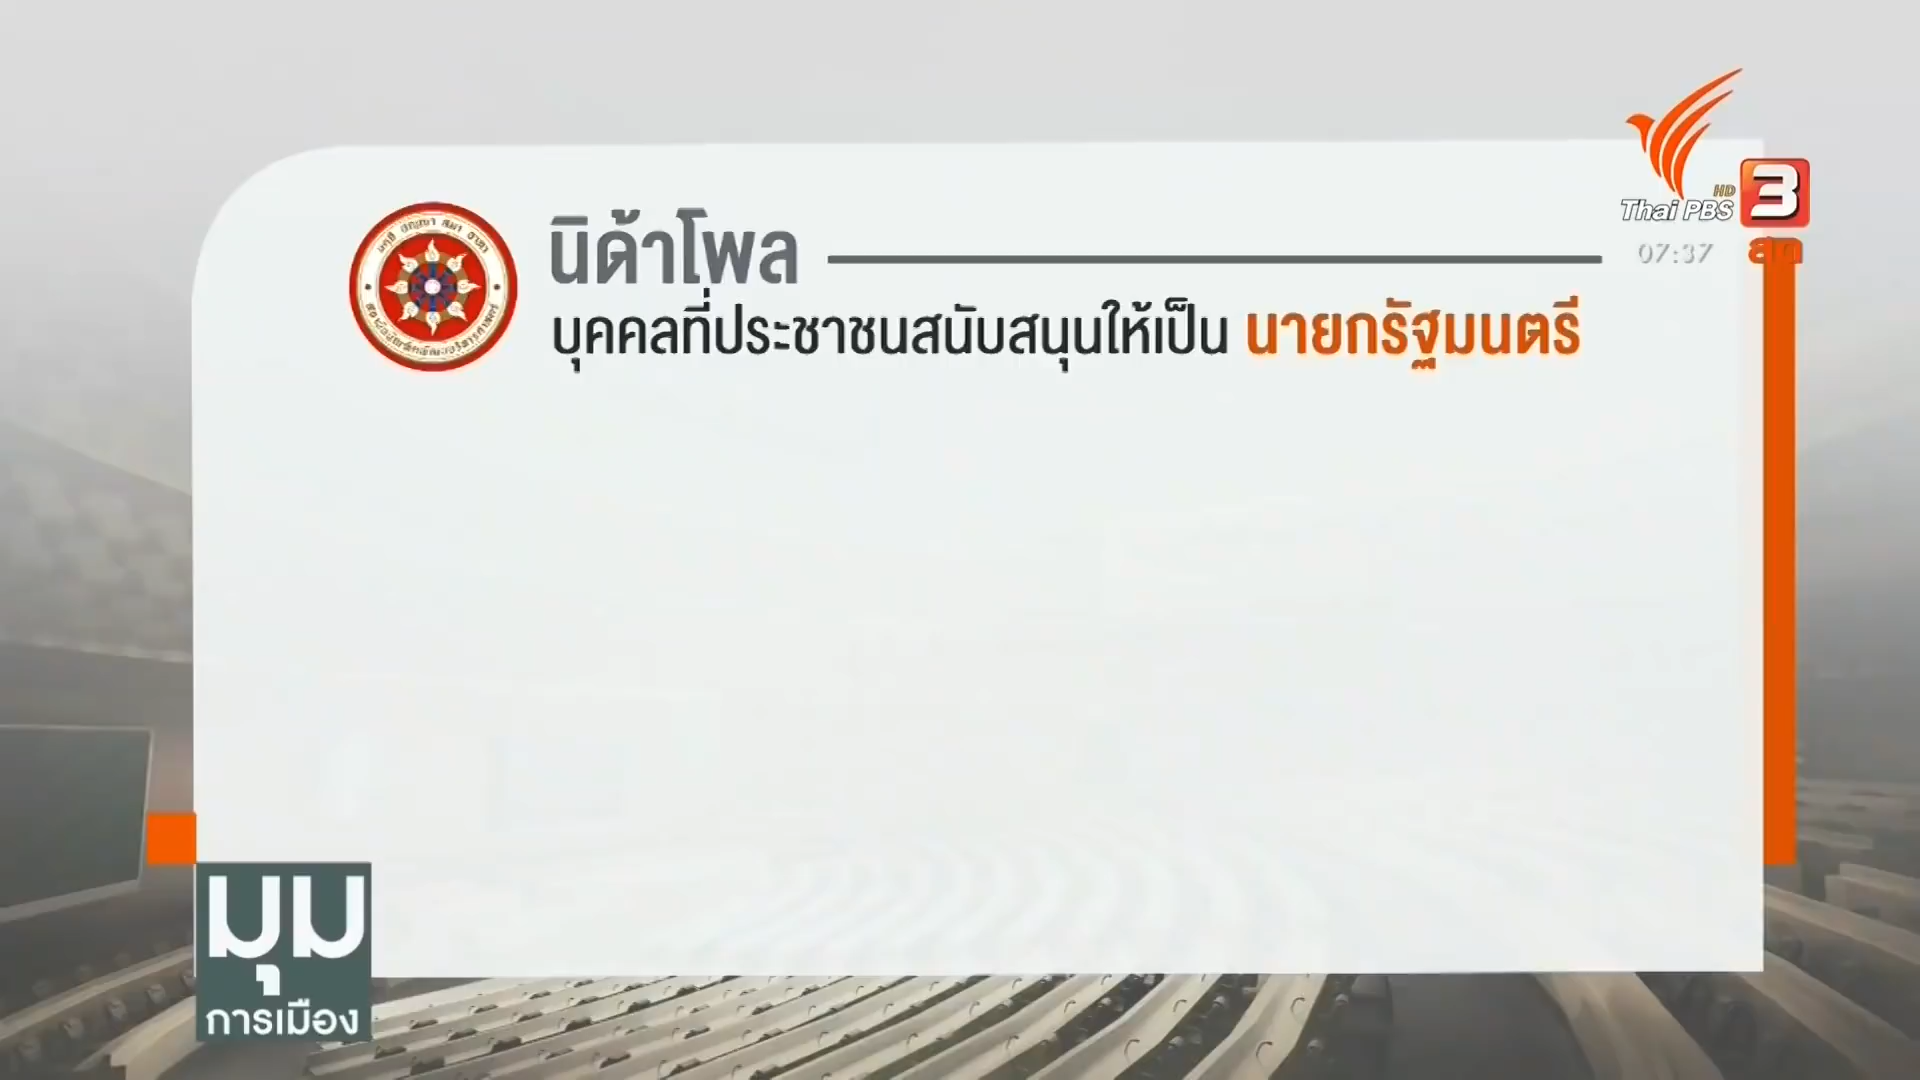 นิด้าโพล
บุคคลที่ประชาชนสนับสนุนให้เป็น นายกรัฐมนตรี
HD
Thai PBS 3
07:37 สด
มุม
การเมือง